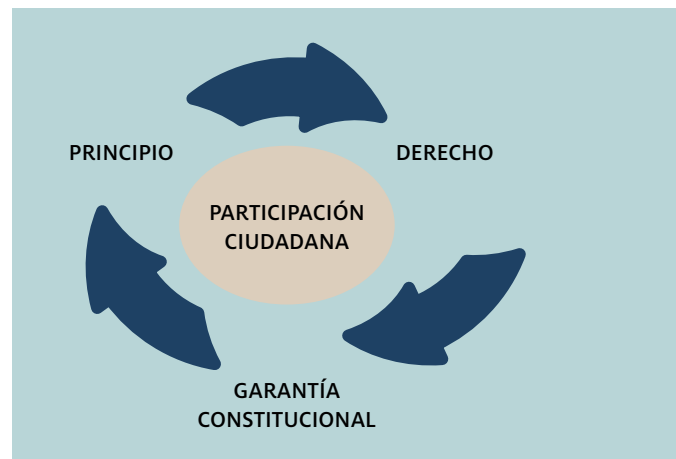 PRINCIPIO
DERECHO
PARTICIPACIÓN
CIUDADANA
GARANTÍA
CONSTITUCIONAL